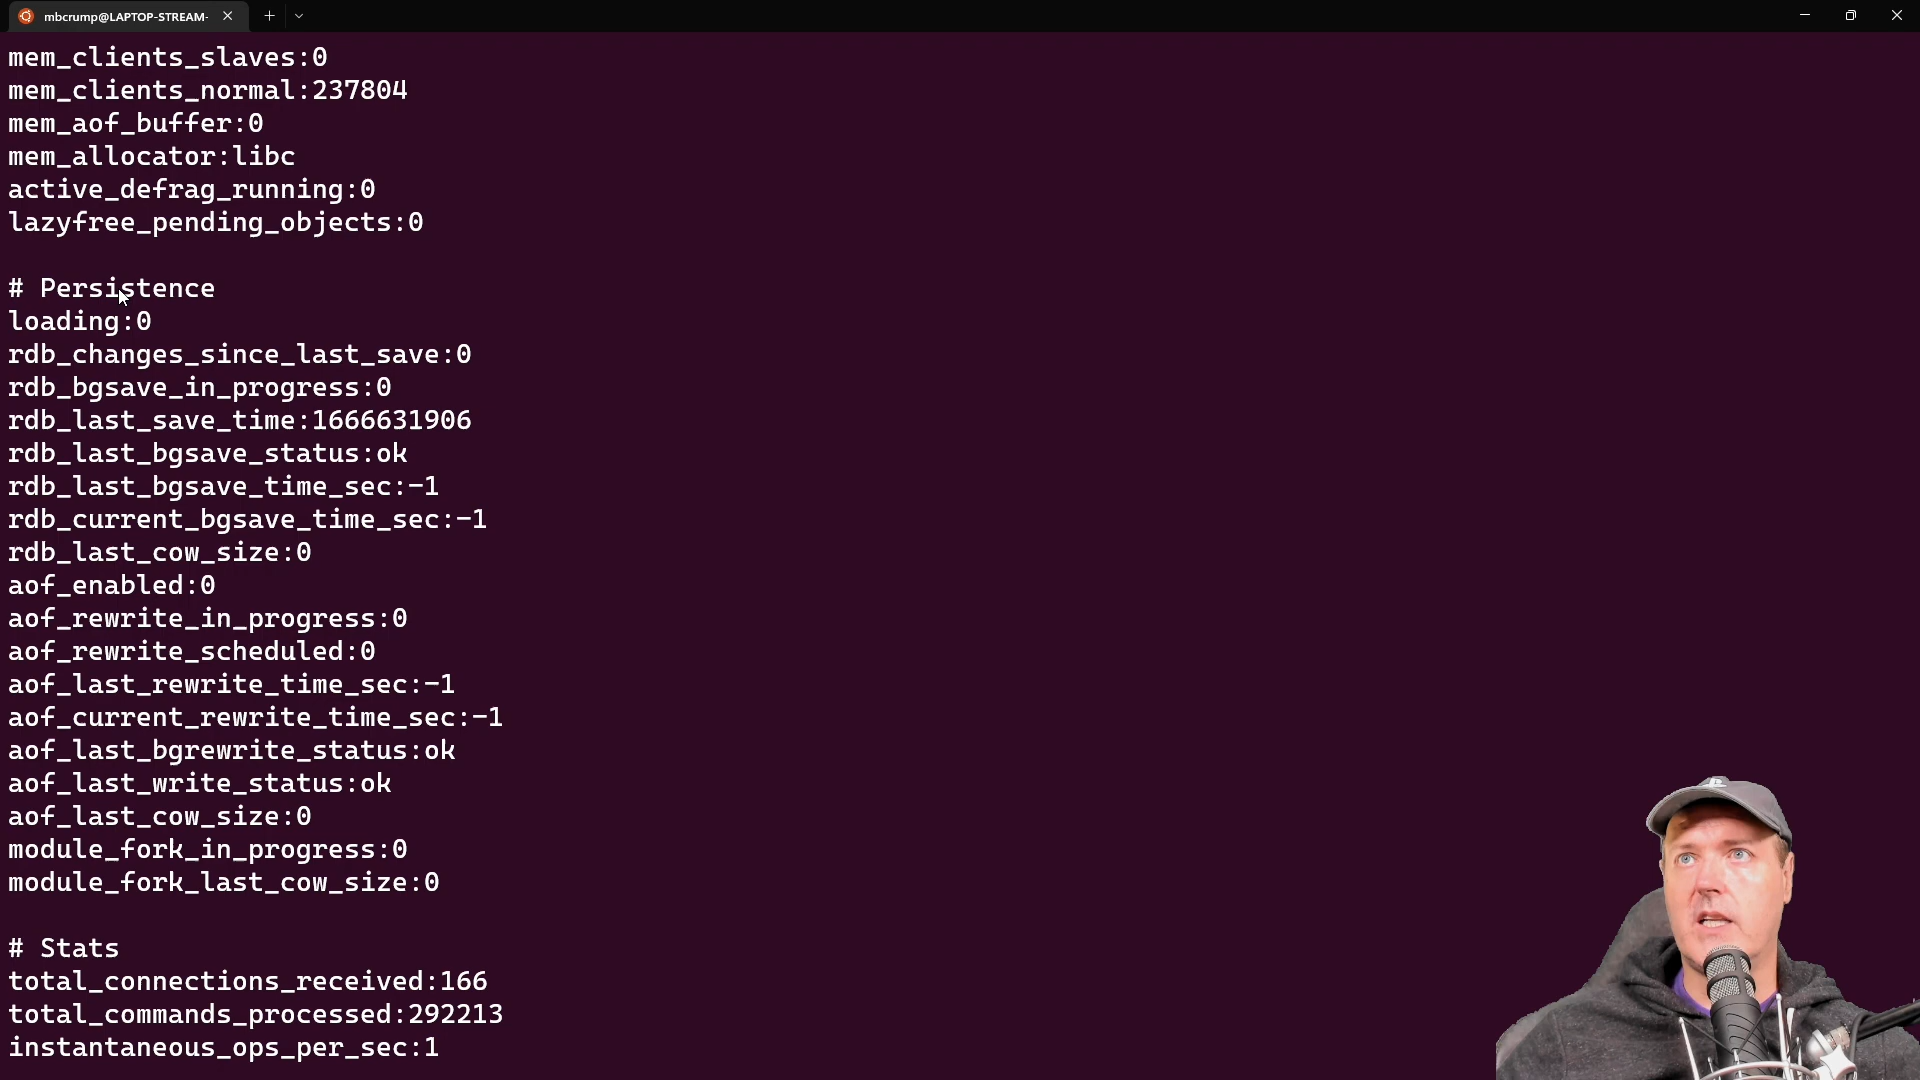 mbcrump@LAPTOP-STREAM-
mem_clients_slaves:0
mem_clients_normal:237804
mem_aof_buffer:0
mem_allocator:libc
active_defrag_running:0
lazyfree_pending_objects:0
# Persistence
loading:0
rdb_changes_since_last_save:0
rdb_bgsave_in_progress:0
rdb_last_save_time:1666631906
rdb_last_bgsave_status:ok
rdb_last_bgsave_time_sec:-1
rdb_current_bgsave_time_sec:-1
rdb_last_cow_size:0
aof_enabled:0
aof_rewrite_in_progress:0
aof_rewrite_scheduled:0
aof_last_rewrite_time_sec:-1
aof_current_rewrite_time_sec:-1
aof_last_bgrewrite_status:ok
aof_last_write_status:ok
aof_last_cow_size:0
module_fork_in_progress:0
module_fork_last_cow_size:0
# Stats
total_connections_received:166
total_commands_processed:292213
instantaneous_ops_per_sec:1